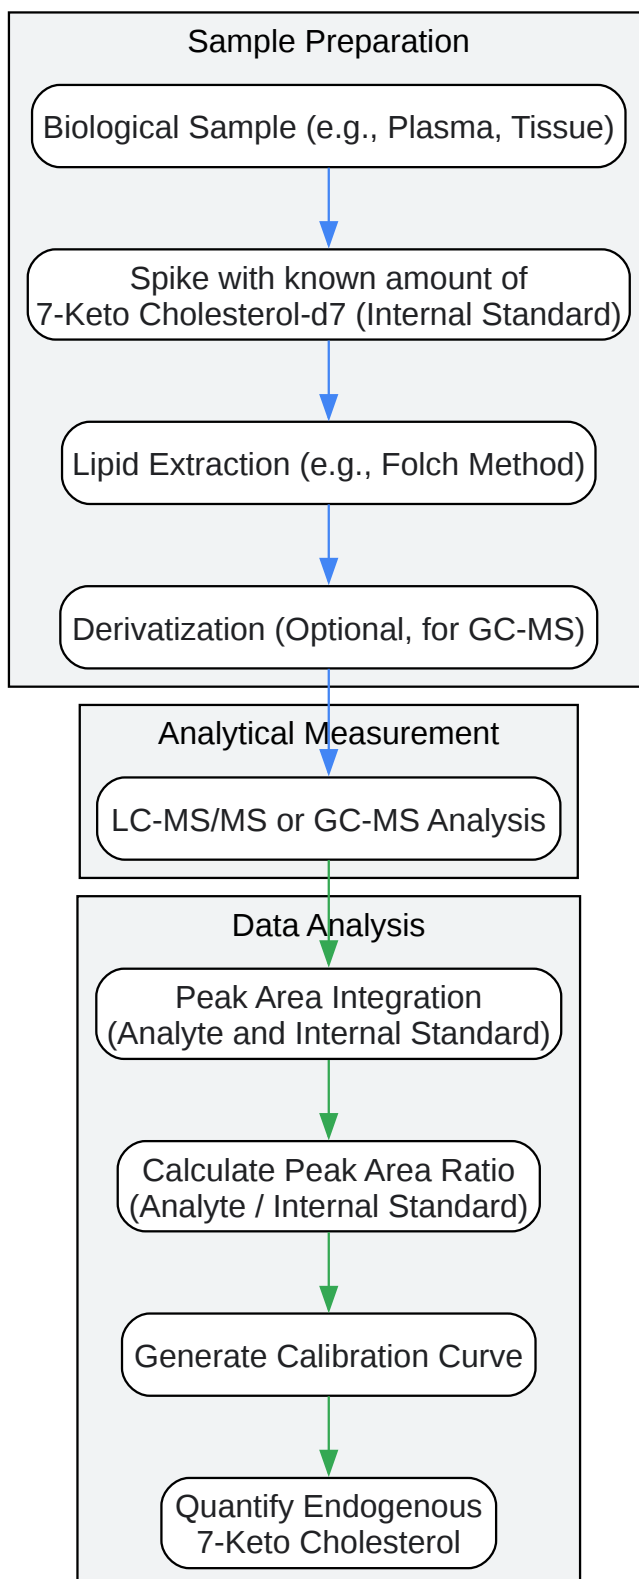 Sample Preparation
Biological Sample (e.g., Plasma, Tissue)
Spike with known amount of
7-Keto Cholesterol-d7 (Internal Standard)
Lipid Extraction (e.g., Folch Method)
Derivatization (Optional, for GC-MS)
Analytical Measurement
LC-MS/MS or GC-MS Analysis
Data Analysis
Peak Area Integration
(Analyte and Internal Standard)
Calculate Peak Area Ratio
(Analyte / Internal Standard)
Generate Calibration Curve
Quantify Endogenous
7-Keto Cholesterol